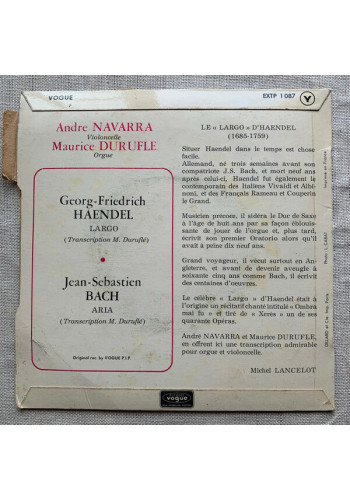 VOGUE
EXTP 1087
V
André NAVARRA
Violoncelle
Maurice DURUFLE
Orgue
Georg-Friedrich
HAENDEL
LARGO
(Transcription M. Duruflé)
Jean-Sebastien
BACH
ARIA
(Transcription M. Duruflé)
Original rec. by VOGUE P.I.P.
LE « LARGO » D'HAENDEL
(1685-1759)
Situer Haendel dans le temps est chose
facile.
Allemand, né trois semaines avant son
compatriote J.S. Bach, et mort neuf ans
après celui-ci, Haendel fut également le
contemporain des Italiens Vivaldi et Albi-
noni, et des Français Rameau et Couperin
le Grand.
Musicien précoce, il sidéra le Duc de Saxe
à l'âge de huit ans par sa façon éblouis-
sante de jouer de l'orgue et, plus tard,
écrivit son premier Oratorio alors qu'il
avait à peine dix neuf ans.
Grand voyageur, il vécut surtout en An-
gleterre, et avant de devenir aveugle à
soixante cinq ans comme Bach, il écrivit
des centaines d'œuvres.
Le célèbre « Largo » d'Haendel était à
l'origine un récitatif chanté intitulé « Ombra
mai fu » et tiré de « Xerès » un de ses
quarante Opéras.
André NAVARRA et Maurice DURUFLE,
en offrent ici une transcription admirable
pour orgue et violoncelle.
Michel LANCELOT
vogue